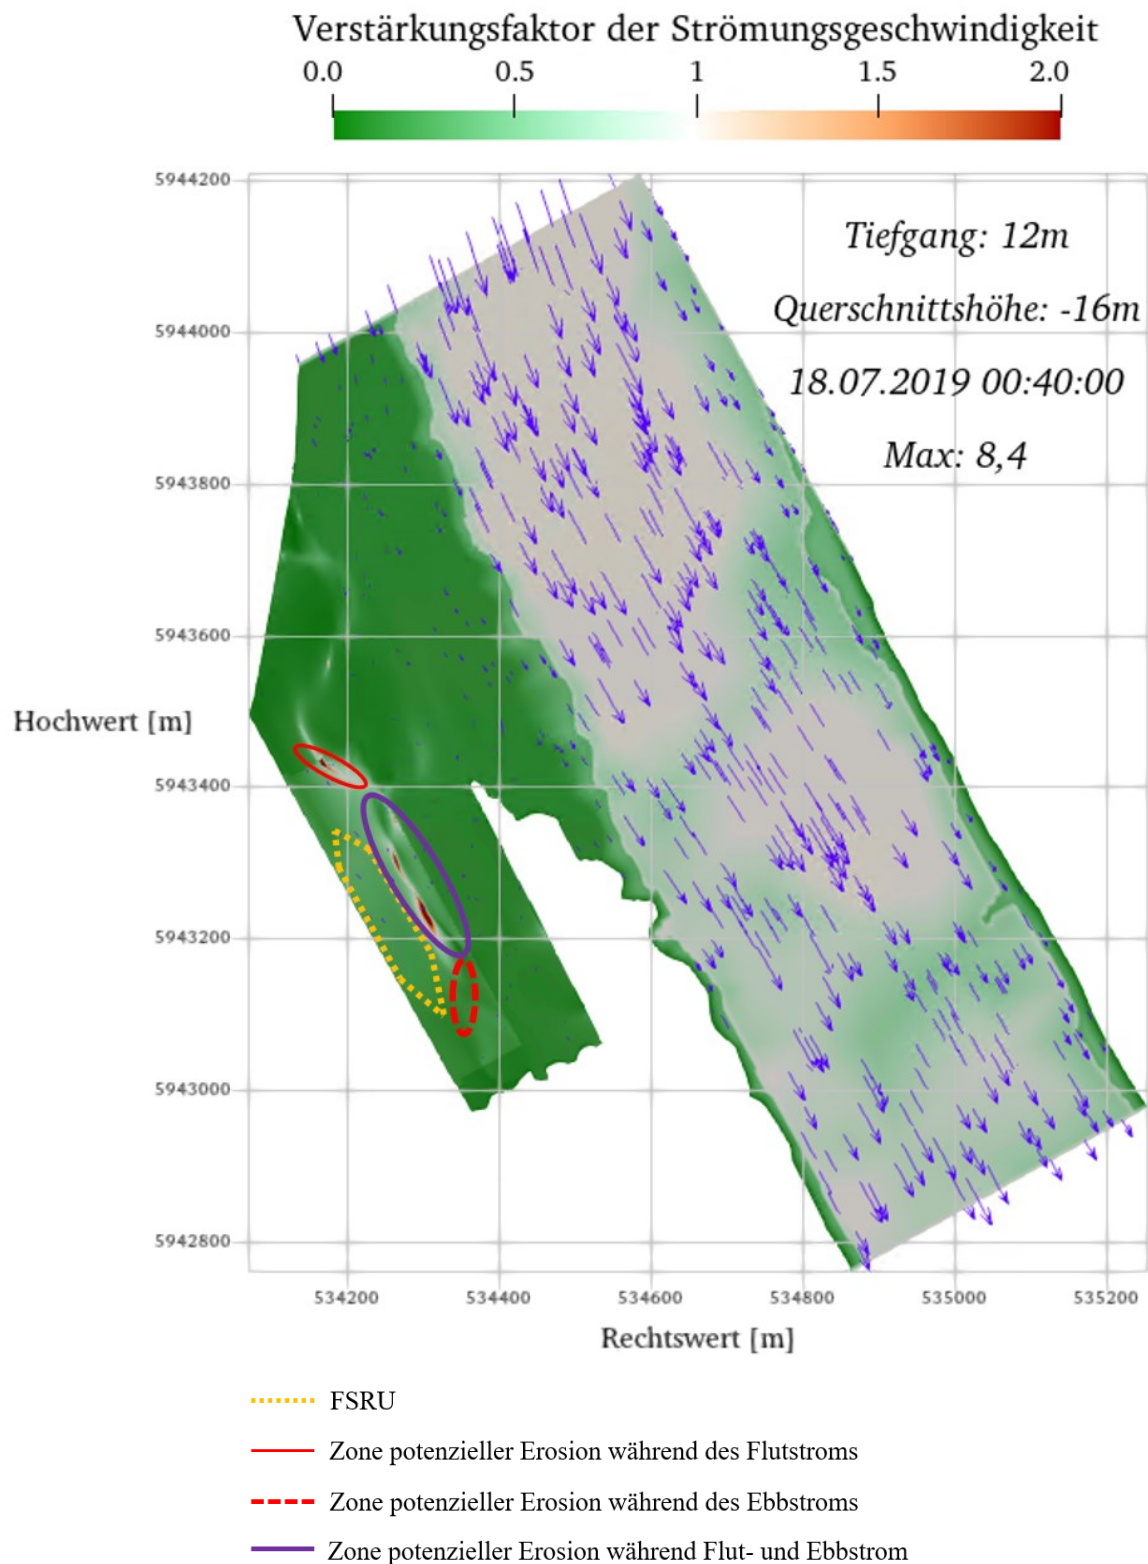 Verstärkungsfaktor der Strömungsgeschwindigkeit
0.0 0.5 1 1.5 2.0
5944200
Tiefgang: 12m
Querschnittshöhe: -16m
5944000
18.07.2019 00:40:00
Max: 8,4
5943800
5943600
Hochwert [m]
5943400
5943200
5943000
5942800
534200 534400 534600 534800 535000 535200
Rechtswert [m]
FSRU
Zone potenzieller Erosion während des Flutstroms
Zone potenzieller Erosion während des Ebbstroms
Zone potenzieller Erosion während Flut- und Ebbstrom